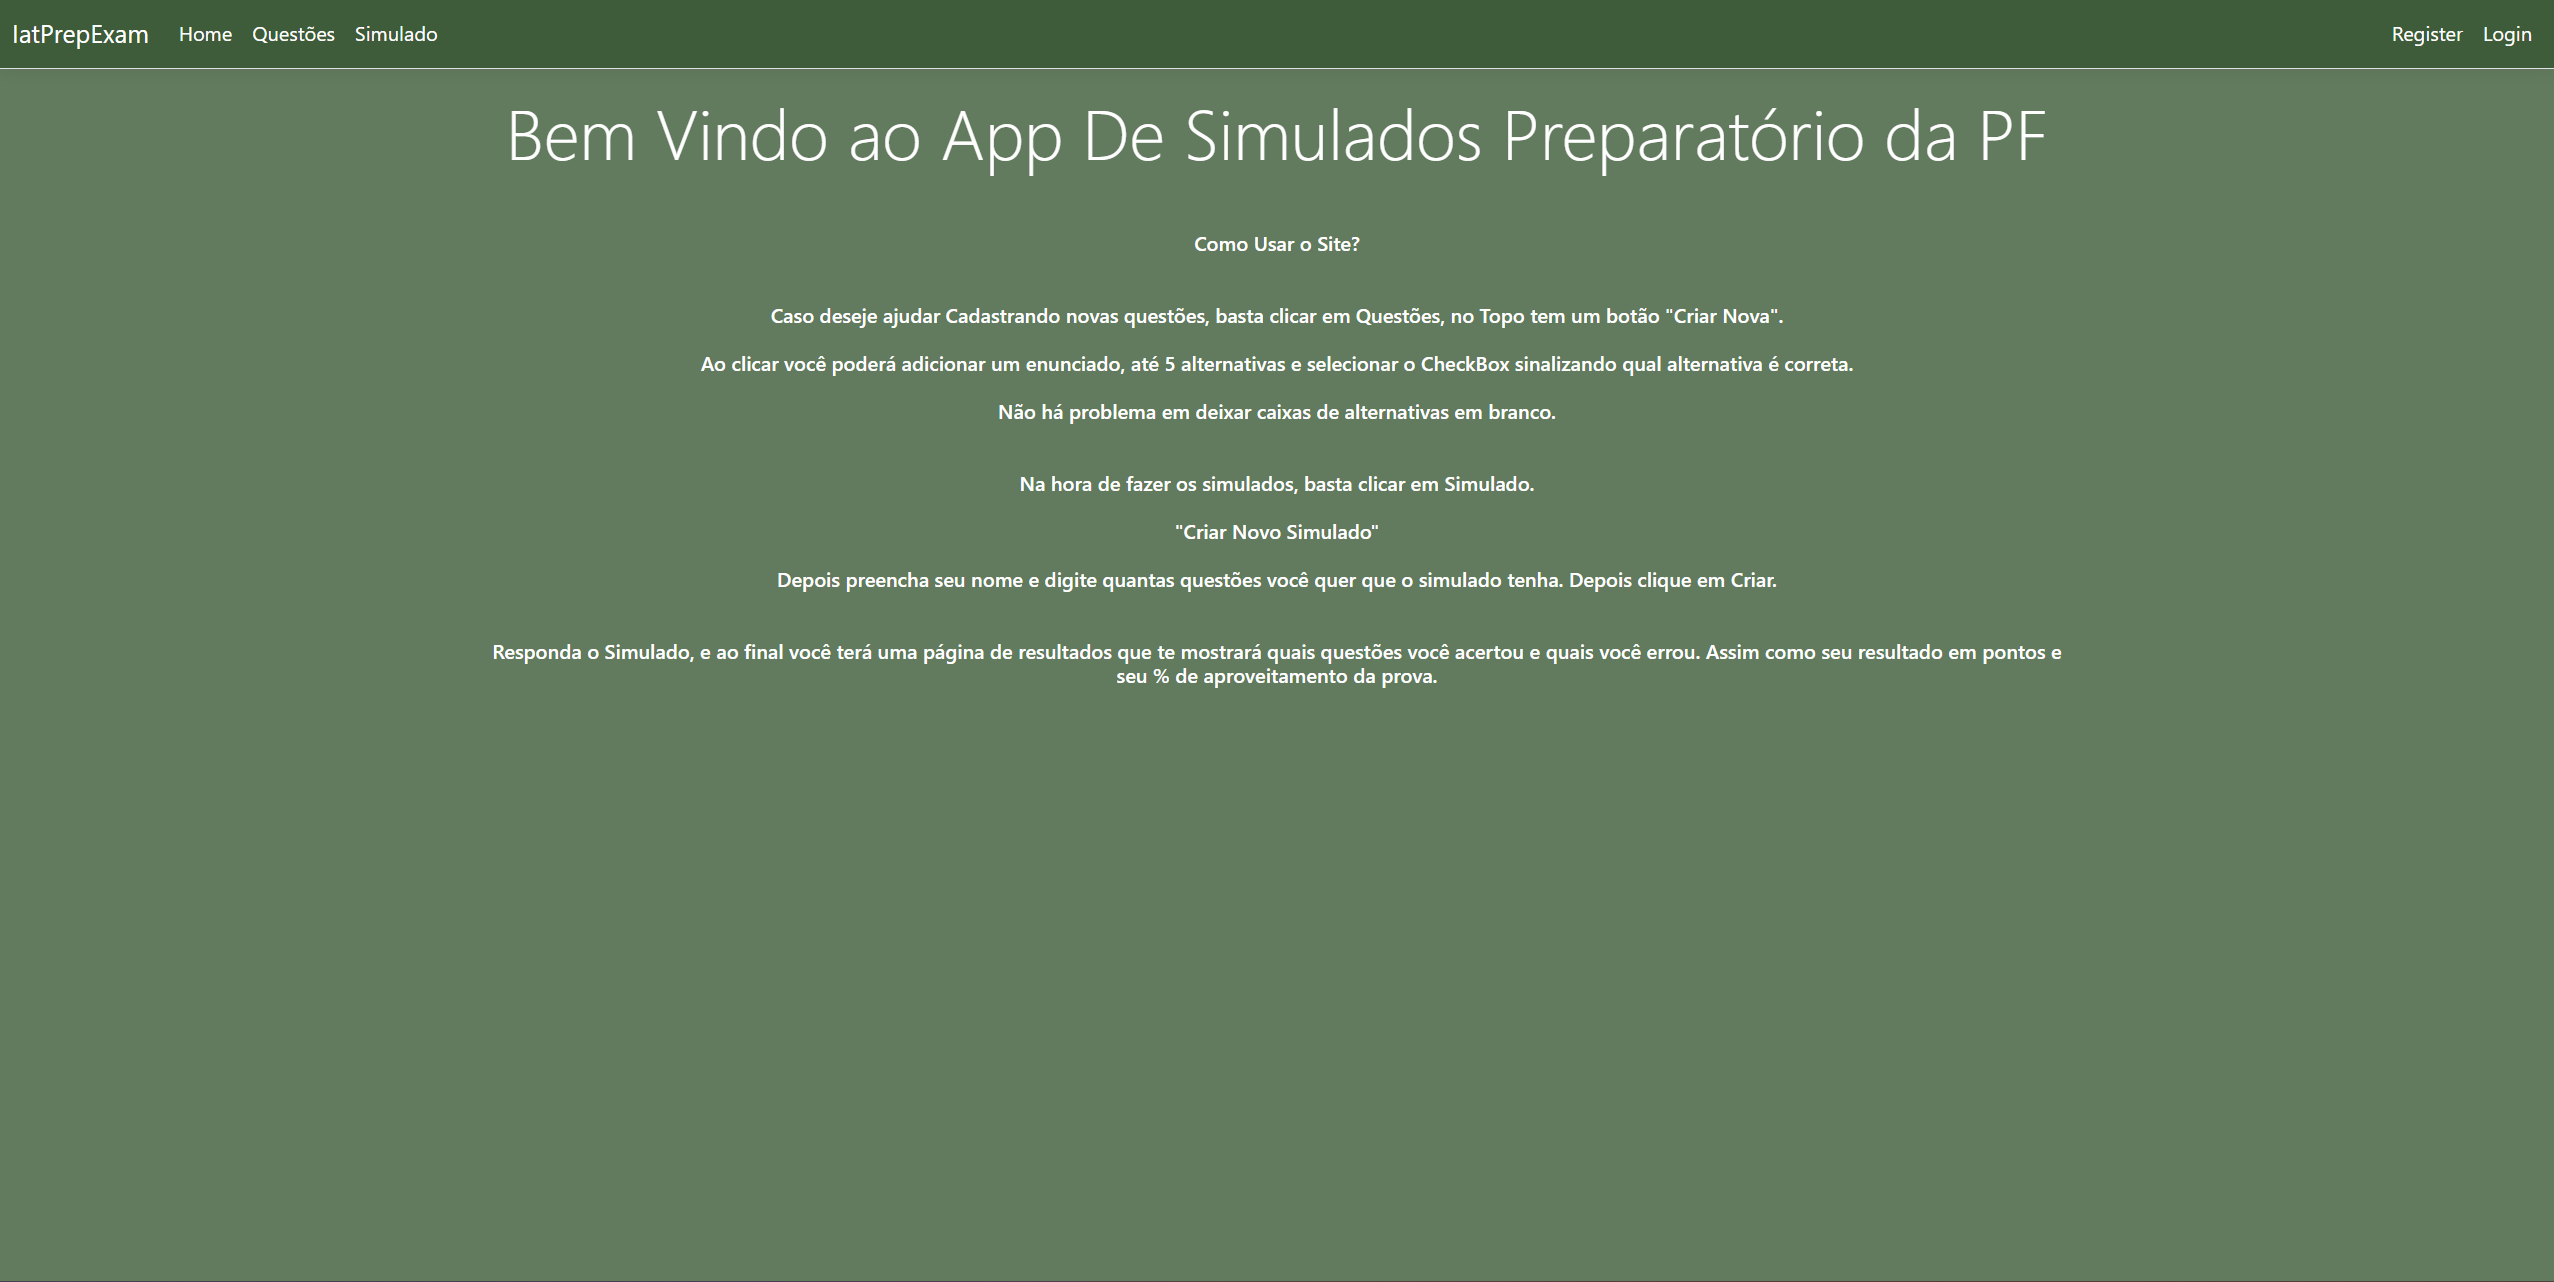 IatPrepExam Home Questões Simulado Register Login
Bem Vindo ao App De Simulados Preparatório da PF
Como Usar o Site?
Caso deseje ajudar Cadastrando novas questões, basta clicar em Questões, no Topo tem um botão "Criar Nova".
Ao clicar você poderá adicionar um enunciado, até 5 alternativas e selecionar o CheckBox sinalizando qual alternativa é correta.
Não há problema em deixar caixas de alternativas em branco.
Na hora de fazer os simulados, basta clicar em Simulado.
"Criar Novo Simulado"
Depois preencha seu nome e digite quantas questões você quer que o simulado tenha. Depois clique em Criar.
Responda o Simulado, e ao final você terá uma página de resultados que te mostrará quais questões você acertou e quais você errou. Assim como seu resultado em pontos e
seu % de aproveitamento da prova.